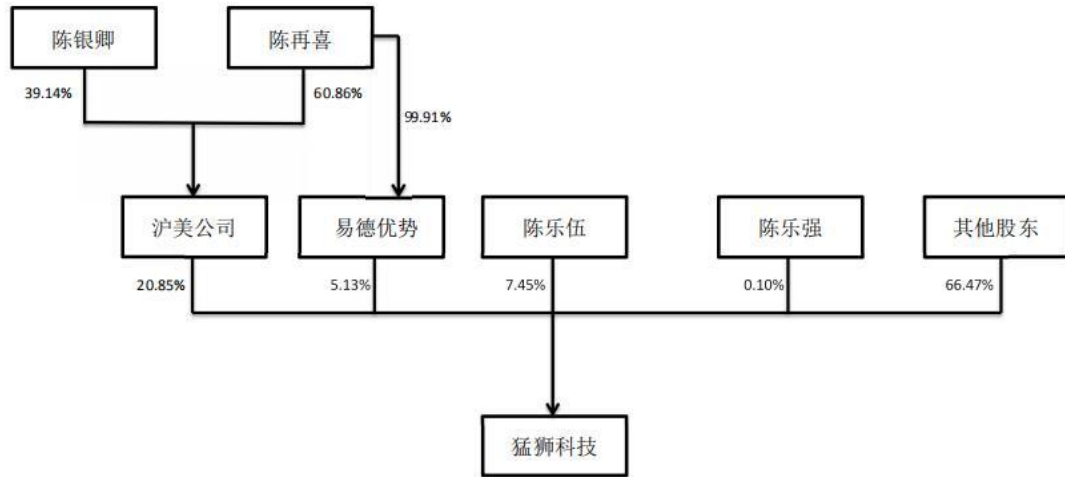 陈银卿
陈再喜
39.14%
60.86%
99.91%
沪美公司
易德优势
陈乐伍
陈乐强
其他股东
20.85%
5.13%
7.45%
0.10%
66.47%
猛狮科技